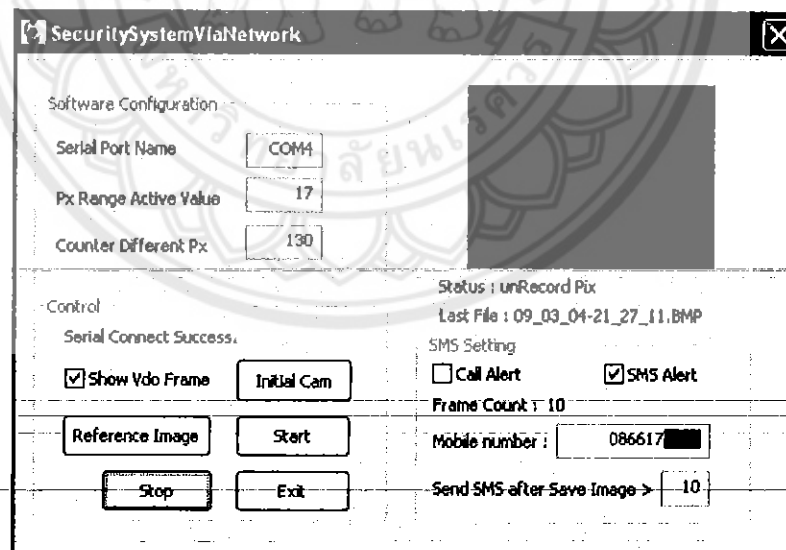 SecuritySystemViaNetwork
Software Configuration
Serial Port Name COM4
Px Range Active Value 17
Counter Different Px 130
Status : unRecord Pix
Last File : 09_03_04-21_27_11.BMP
Control
Serial Connect Success.
Show Vdo Frame Initial Cam
Reference Image Start
Stop Exit
SMS Setting
Call Alert SMS Alert
Frame Count : 10
Mobile number : 086617
Send SMS after Save Image > 10